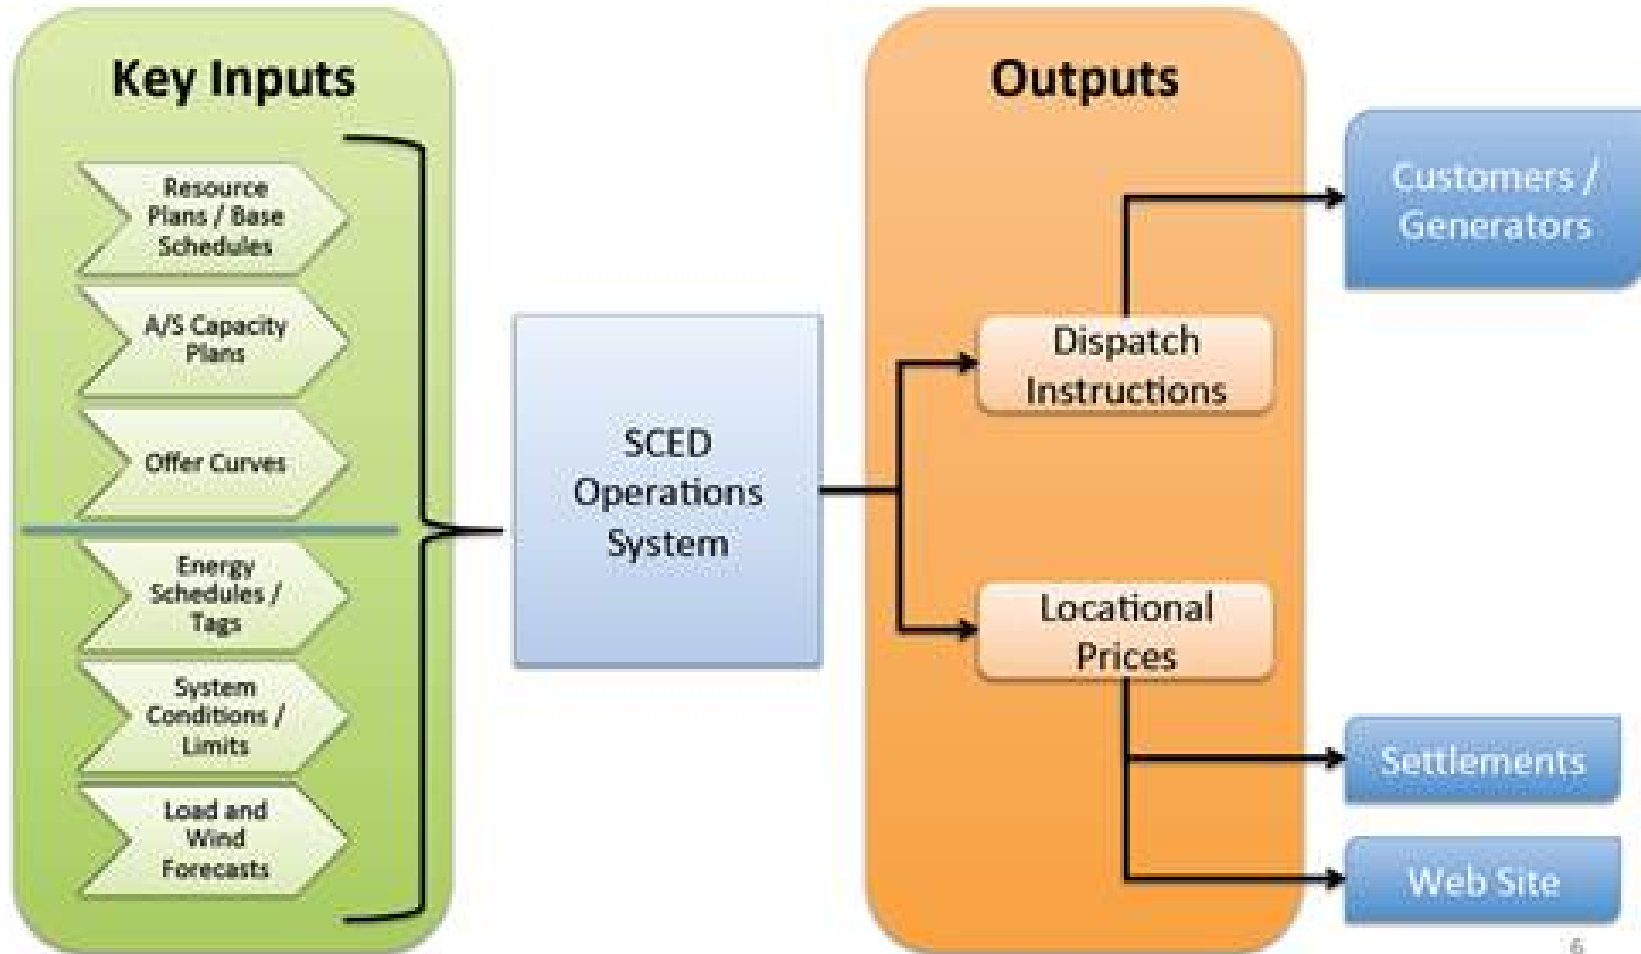 Key Inputs
Resource
Plans / Base
Schedules
A/S Capacity
Plans
Offer Curves
Energy
Schedules /
Tags
System
Conditions /
Limits
Load and
Wind
Forecasts
SCED
Operations
System
Outputs
Dispatch
Instructions
Locational
Prices
Customers /
Generators
Settlements
Web Site
6